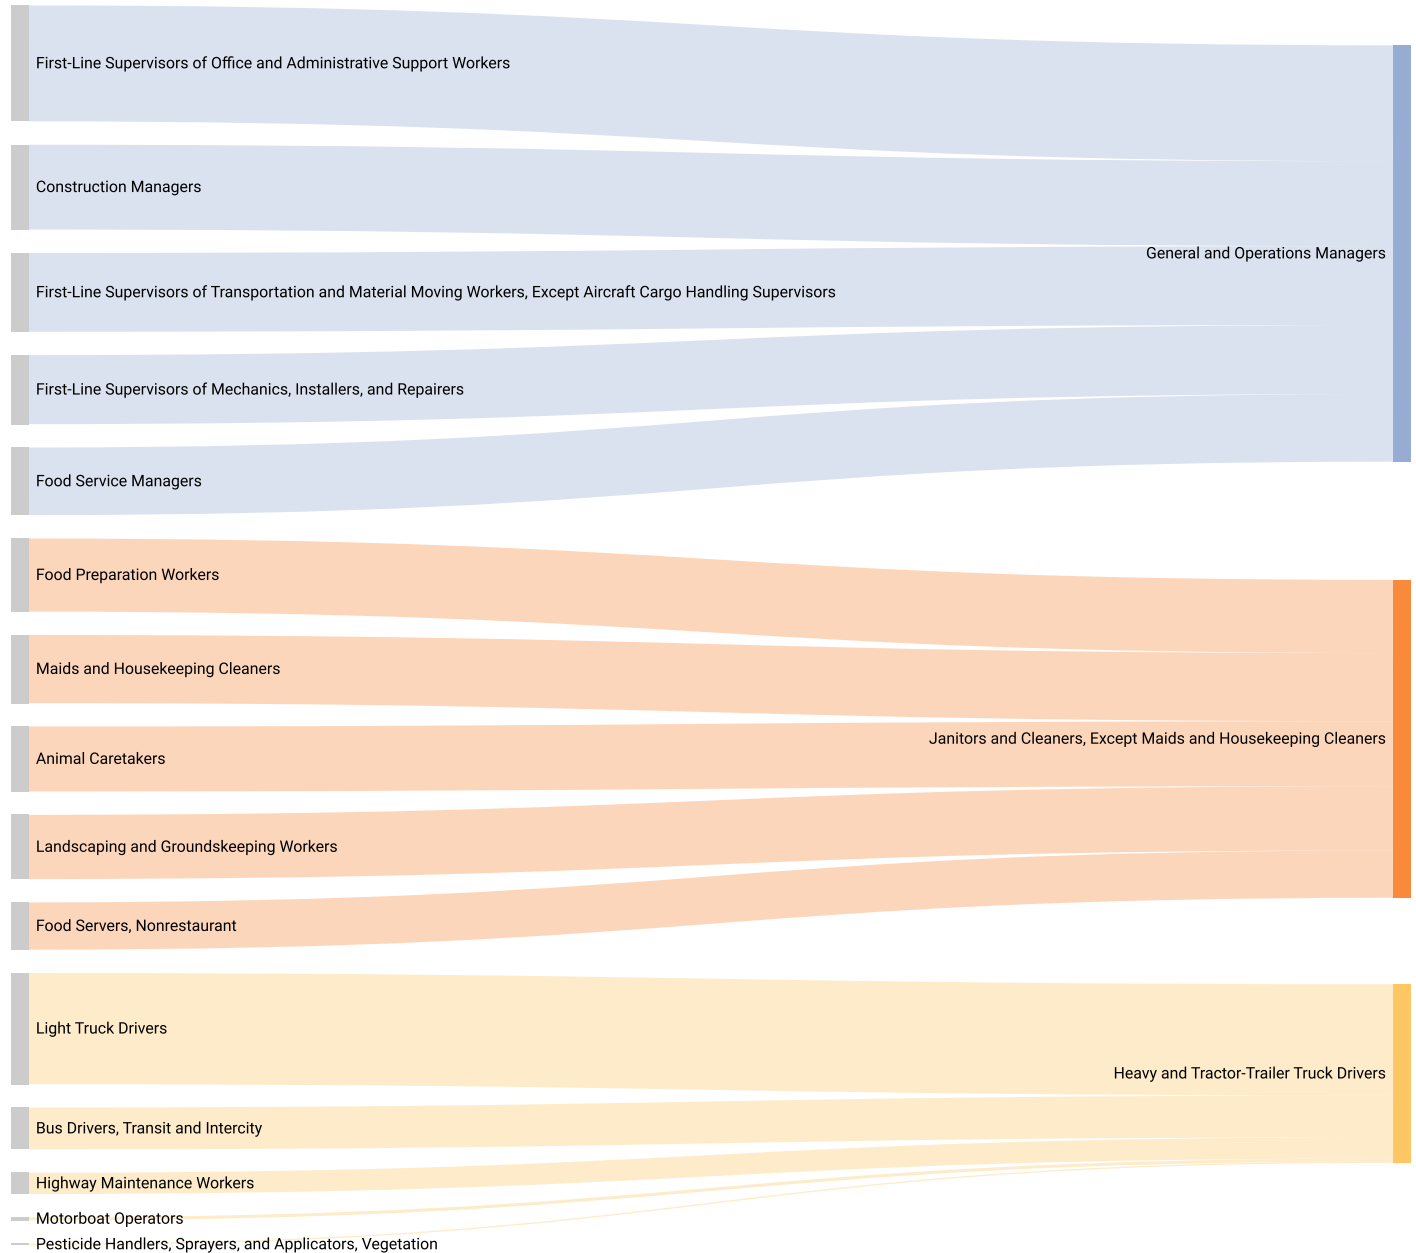 First-Line Supervisors of Office and Administrative Support Workers
Construction Managers
General and Operations Managers
First-Line Supervisors of Transportation and Material Moving Workers, Except Aircraft Cargo Handling Supervisors
First-Line Supervisors of Mechanics, Installers, and Repairers
Food Service Managers
Food Preparation Workers
Maids and Housekeeping Cleaners
Janitors and Cleaners, Except Maids and Housekeeping Cleaners
Animal Caretakers
Landscaping and Groundskeeping Workers
Food Servers, Nonrestaurant
Light Truck Drivers
Heavy and Tractor-Trailer Truck Drivers
Bus Drivers, Transit and Intercity
Highway Maintenance Workers
Motorboat Operators
Pesticide Handlers, Sprayers, and Applicators, Vegetation